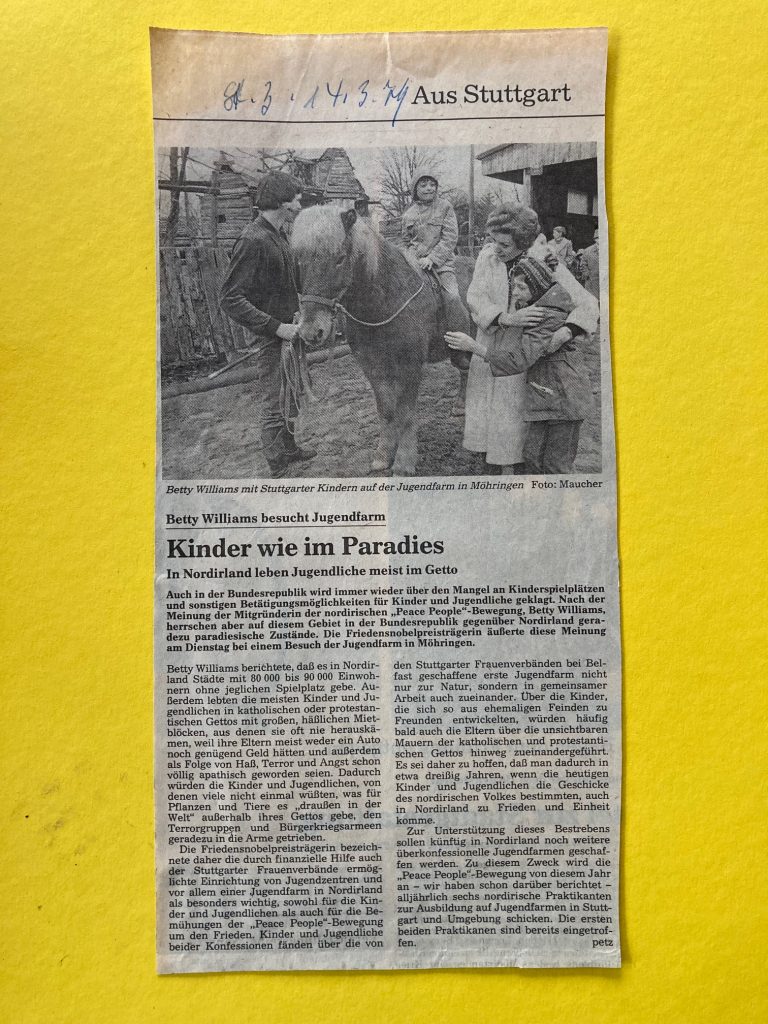 St. Z. 14.3.79 Aus Stuttgart
Betty Williams mit Stuttgarter Kindern auf der Jugendfarm in Möhringen Foto: Maucher
Betty Williams besucht Jugendfarm
Kinder wie im Paradies
In Nordirland leben Jugendliche meist im Getto
Auch in der Bundesrepublik wird immer wieder über den Mangel an Kinderspielplätzen
und sonstigen Betätigungsmöglichkeiten für Kinder und Jugendliche geklagt. Nach der
Meinung der Mitgründerin der nordirischen „Peace People“-Bewegung, Betty Williams,
herrschen aber auf diesem Gebiet in der Bundesrepublik gegenüber Nordirland gera-
dezu paradiesische Zustände. Die Friedensnobelpreisträgerin äußerte diese Meinung
am Dienstag bei einem Besuch der Jugendfarm in Möhringen.
Betty Williams berichtete, daß es in Nordir-
land Städte mit 80 000 bis 90 000 Einwoh-
nern ohne jeglichen Spielplatz gebe. Au-
ßerdem lebten die meisten Kinder und Ju-
gendlichen in katholischen oder protestan-
tischen Gettos mit großen, häßlichen Miet-
blöcken, aus denen sie oft nie herauskä-
men, weil ihre Eltern meist weder ein Auto
noch genügend Geld hätten und außerdem
als Folge von Haß, Terror und Angst schon
völlig apathisch geworden seien. Dadurch
würden die Kinder und Jugendlichen, von
denen viele nicht einmal wüßten, was für
Pflanzen und Tiere es „draußen in der
Welt“ außerhalb ihres Gettos gebe, den
Terrorgruppen und Bürgerkriegsarmeen
geradezu in die Arme getrieben.
Die Friedensnobelpreisträgerin bezeich-
nete daher die durch finanzielle Hilfe auch
der Stuttgarter Frauenverbände ermög-
lichte Einrichtung von Jugendzentren und
vor allem einer Jugendfarm in Nordirland
als besonders wichtig, sowohl für die Kin-
der und Jugendlichen als auch für die Be-
mühungen der „Peace People“-Bewegung
um den Frieden. Kinder und Jugendliche
beider Konfessionen fänden über die von
den Stuttgarter Frauenverbänden bei Bel-
fast geschaffene erste Jugendfarm nicht
nur zur Natur, sondern in gemeinsamer
Arbeit auch zueinander. Über die Kinder,
die sich so aus ehemaligen Feinden zu
Freunden entwickelten, würden häufig
bald auch die Eltern über die unsichtbaren
Mauern der katholischen und protestanti-
schen Gettos hinweg zueinandergeführt.
Es sei daher zu hoffen, daß man dadurch in
etwa dreißig Jahren, wenn die heutigen
Kinder und Jugendlichen die Geschicke
des nordirischen Volkes bestimmten, auch
in Nordirland zu Frieden und Einheit
komme.
Zur Unterstützung dieses Bestrebens
sollen künftig in Nordirland noch weitere
überkonfessionelle Jugendfarmen geschaf-
fen werden. Zu diesem Zweck wird die
„Peace People“-Bewegung von diesem Jahr
an – wir haben schon darüber berichtet –
alljährlich sechs nordirische Praktikanten
zur Ausbildung auf Jugendfarmen in Stutt-
gart und Umgebung schicken. Die ersten
beiden Praktikanen sind bereits eingetrof-
fen. petz